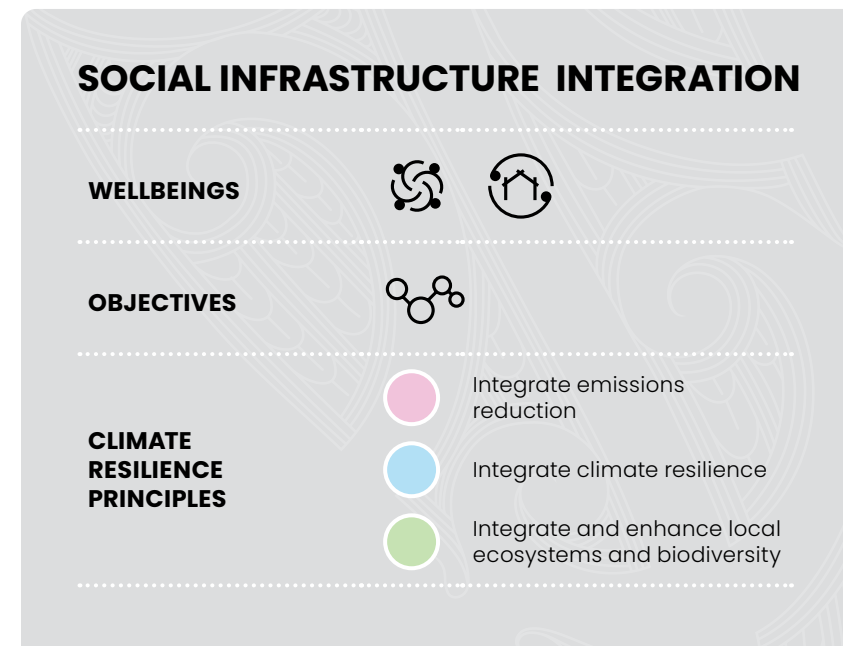 SOCIAL INFRASTRUCTURE INTEGRATION
WELLBEINGS
OBJECTIVES
CLIMATE
RESILIENCE
PRINCIPLES
Integrate emissions
reduction
Integrate climate resilience
Integrate and enhance local
ecosystems and biodiversity